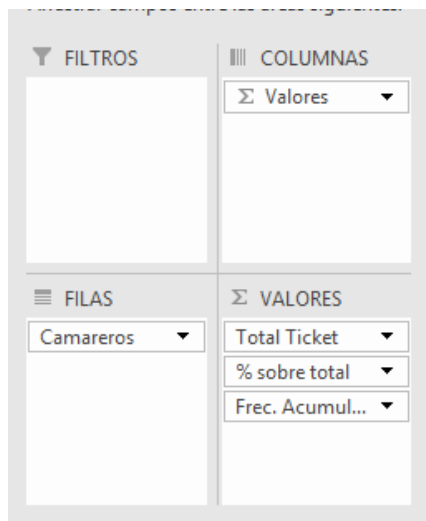 FILTROS
COLUMNAS
Σ Valores
FILAS
Σ VALORES
Camareros
Total Ticket
% sobre total
Frec. Acumul...